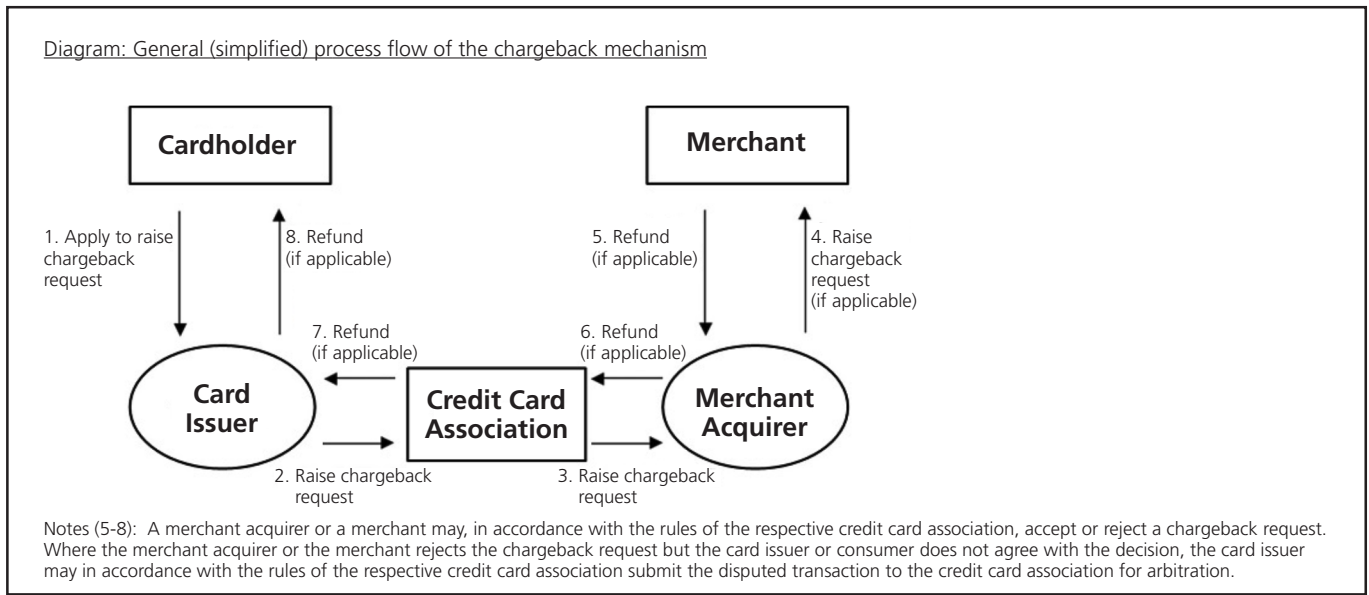 Diagram: General (simplified) process flow of the chargeback mechanism
Cardholder
Merchant
1. Apply to raise
chargeback
request
8. Refund
(if applicable)
5. Refund
(if applicable)
4. Raise
chargeback
request
(if applicable)
7. Refund
(if applicable)
6. Refund
(if applicable)
Card
Issuer
Credit Card
Association
Merchant
Acquirer
2. Raise chargeback
request
3. Raise chargeback
request
Notes (5-8): A merchant acquirer or a merchant may, in accordance with the rules of the respective credit card association, accept or reject a chargeback request.
Where the merchant acquirer or the merchant rejects the chargeback request but the card issuer or consumer does not agree with the decision, the card issuer
may in accordance with the rules of the respective credit card association submit the disputed transaction to the credit card association for arbitration.